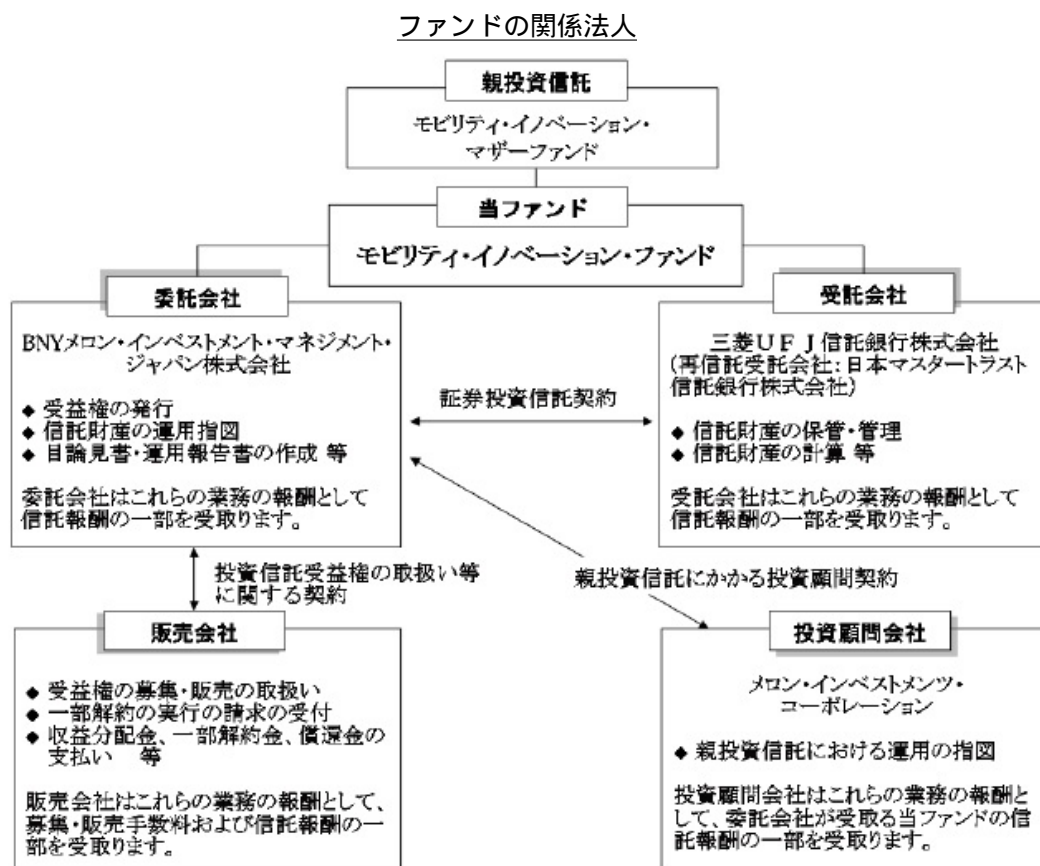 ファンドの関係法人
親投資信託
モビリティ・イノベーション・
マザーファンド
当ファンド
モビリティ・イノベーション・ファンド
委託会社
BNYメロン・インベストメント・マネジメント・
ジャパン株式会社
◆ 受益権の発行
◆ 信託財産の運用指図
◆ 目論見書・運用報告書の作成 等
委託会社はこれらの業務の報酬として
信託報酬の一部を受取ります。
証券投資信託契約
受託会社
三菱UFJ信託銀行株式会社
(再信託受託会社:日本マスタートラスト
信託銀行株式会社)
◆ 信託財産の保管・管理
◆ 信託財産の計算 等
受託会社はこれらの業務の報酬として
信託報酬の一部を受取ります。
投資信託受益権の取扱い等
に関する契約
親投資信託にかかる投資顧問契約
販売会社
◆ 受益権の募集・販売の取扱い
◆ 一部解約の実行の請求の受付
◆ 収益分配金、一部解約金、償還金の
支払い 等
販売会社はこれらの業務の報酬として、
募集・販売手数料および信託報酬の一
部を受取ります。
投資顧問会社
メロン・インベストメンツ・
コーポレーション
◆ 親投資信託における運用の指図
投資顧問会社はこれらの業務の報酬と
して、委託会社が受取る当ファンドの信
託報酬の一部を受取ります。